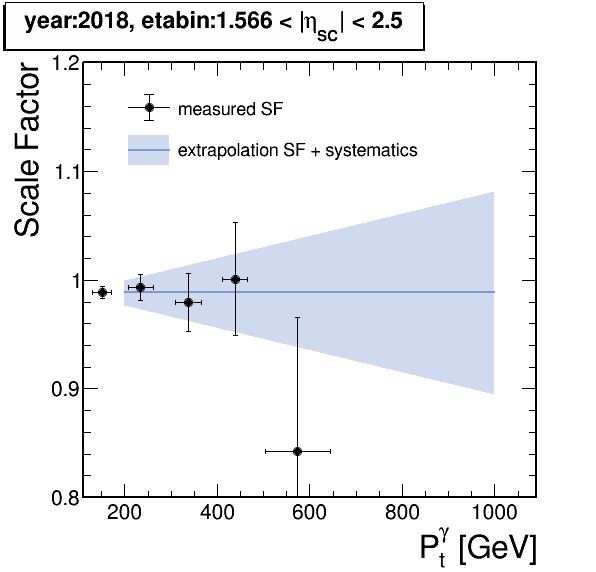 year:2018, etabin:1.566 < |η_SC| < 2.5
1.2
1.1
1
0.9
0.8
Scale Factor
measured SF
extrapolation SF + systematics
200 400 600 800 1000
P_t^γ [GeV]